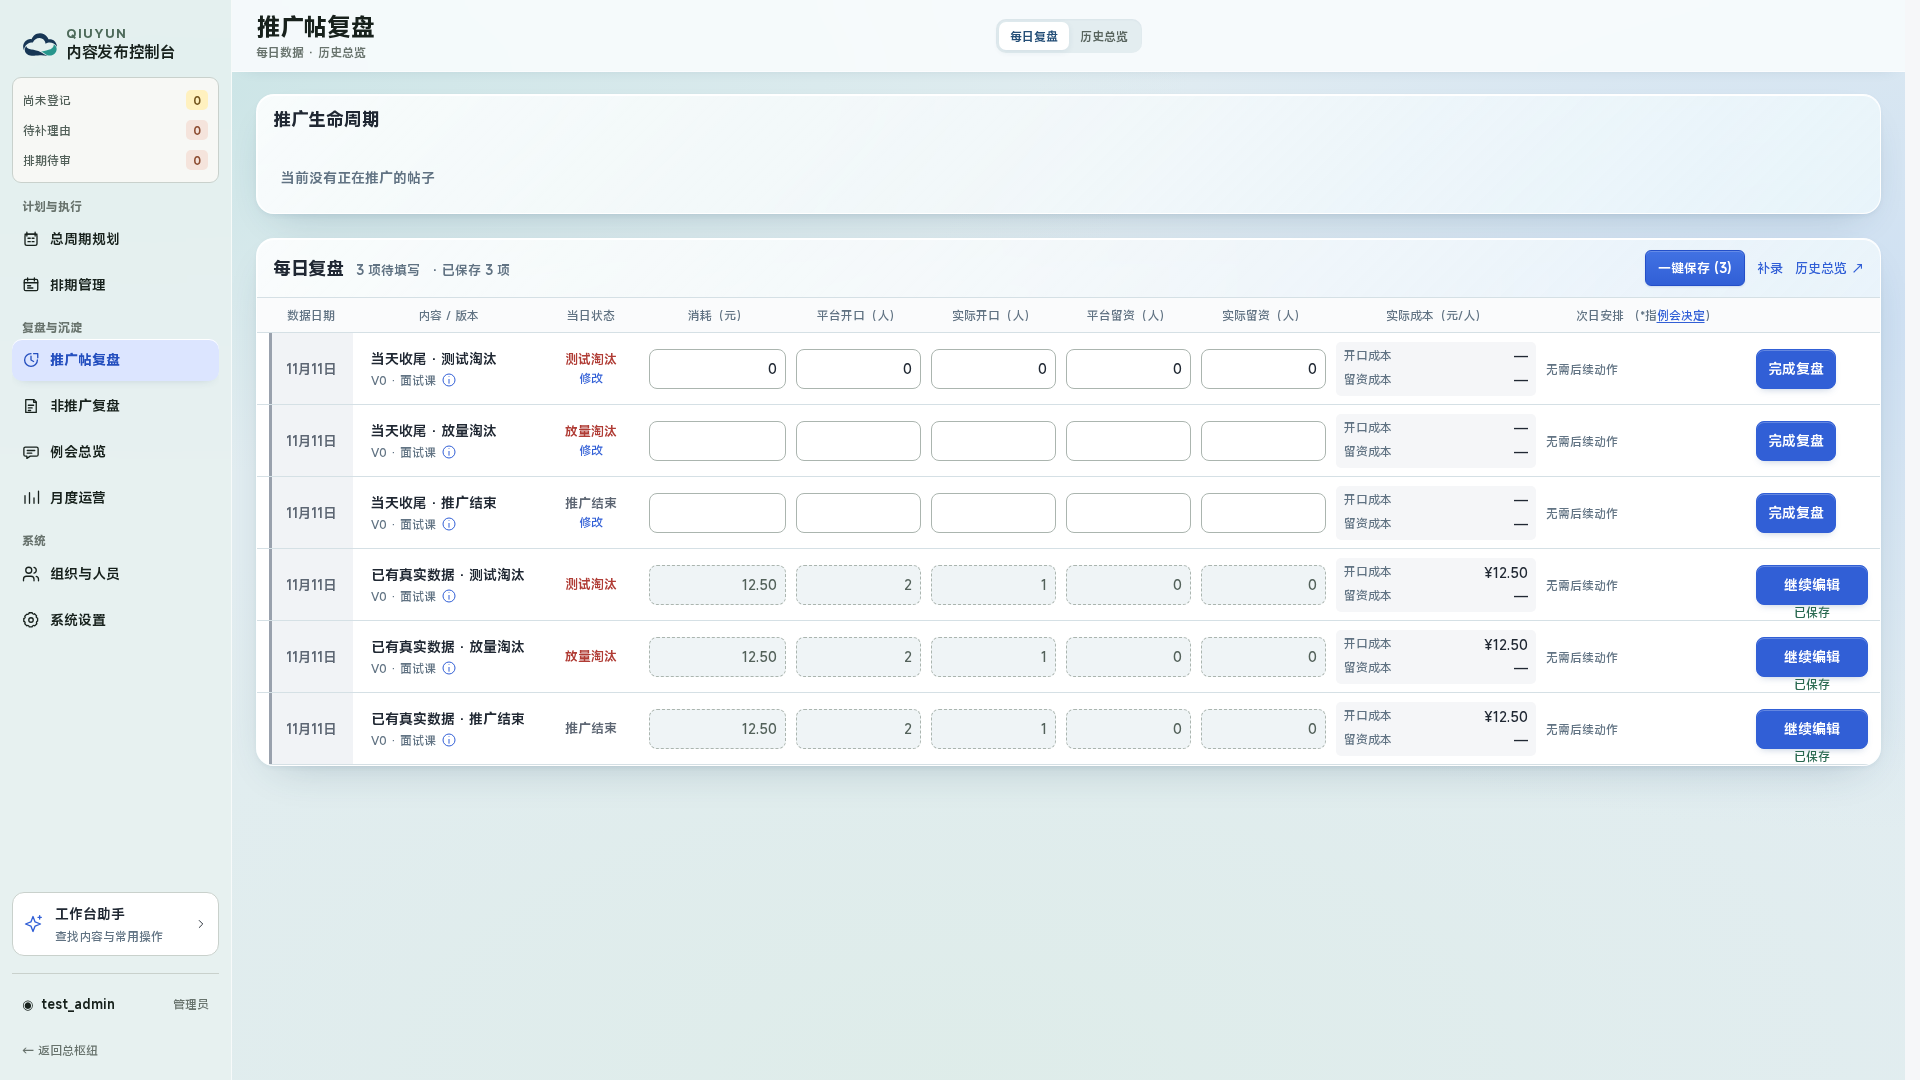 QIUYUN
内容发布控制台
尚未登记 0
待补理由 0
排期待审 0
计划与执行
总周期规划
排期管理
复盘与沉淀
推广帖复盘
非推广复盘
例会总览
月度运营
系统
组织与人员
系统设置
工作台助手
查找内容与常用操作
test_admin 管理员
← 返回总枢纽
推广帖复盘
每日数据 · 历史总览
每日复盘 历史总览
推广生命周期
当前没有正在推广的帖子
每日复盘 3 项待填写 · 已保存 3 项 一键保存 (3) 补录 历史总览 ↗
数据日期 内容 / 版本 当日状态 消耗（元） 平台开口（人） 实际开口（人） 平台留资（人） 实际留资（人） 实际成本（元/人） 次日安排 （*指例会决定）
11月11日 当天收尾 · 测试淘汰 测试淘汰 0 0 0 0 0 开口成本 — 无需后续动作 完成复盘
V0 · 面试课 修改 留资成本 —
11月11日 当天收尾 · 放量淘汰 放量淘汰 开口成本 — 无需后续动作 完成复盘
V0 · 面试课 修改 留资成本 —
11月11日 当天收尾 · 推广结束 推广结束 开口成本 — 无需后续动作 完成复盘
V0 · 面试课 修改 留资成本 —
11月11日 已有真实数据 · 测试淘汰 测试淘汰 12.50 2 1 0 0 开口成本 ¥12.50 无需后续动作 继续编辑
V0 · 面试课 留资成本 — 已保存
11月11日 已有真实数据 · 放量淘汰 放量淘汰 12.50 2 1 0 0 开口成本 ¥12.50 无需后续动作 继续编辑
V0 · 面试课 留资成本 — 已保存
11月11日 已有真实数据 · 推广结束 推广结束 12.50 2 1 0 0 开口成本 ¥12.50 无需后续动作 继续编辑
V0 · 面试课 留资成本 — 已保存